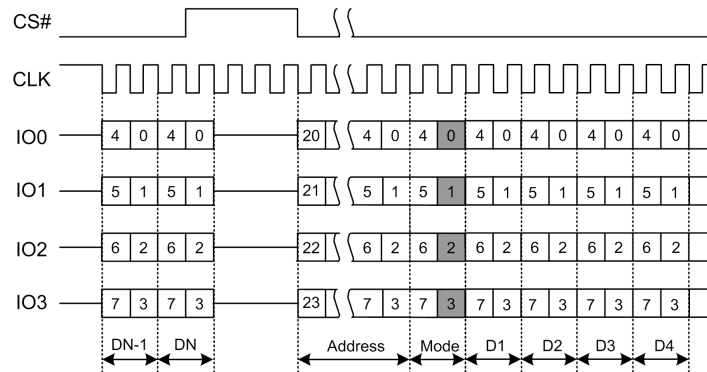 CS#
CLK
IO0 4 0 4 0 20 4 0 4 0 4 0 4 0 4 0 4 0
IO1 5 1 5 1 21 5 1 5 1 5 1 5 1 5 1 5 1
IO2 6 2 6 2 22 6 2 6 2 6 2 6 2 6 2 6 2
IO3 7 3 7 3 23 7 3 7 3 7 3 7 3 7 3 7 3
DN-1 DN Address Mode D1 D2 D3 D4